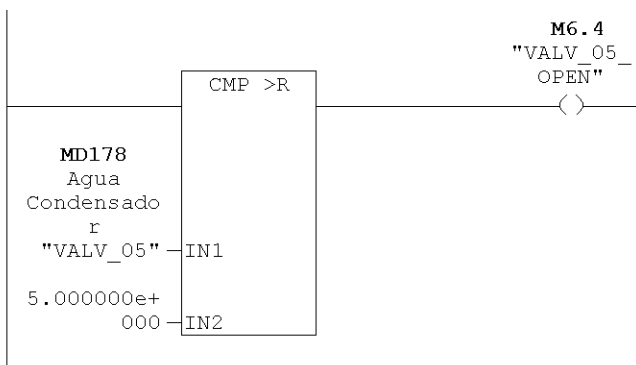 M6.4
"VALV_05_
OPEN"
CMP >R
MD178
Agua
Condensado
r
"VALV_05"
IN1
5.000000e+
000
IN2